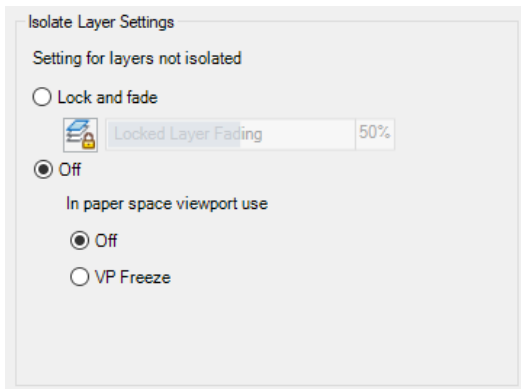 Isolate Layer Settings
Setting for layers not isolated
Lock and fade
Locked Layer Fading 50%
Off
In paper space viewport use
Off
VP Freeze